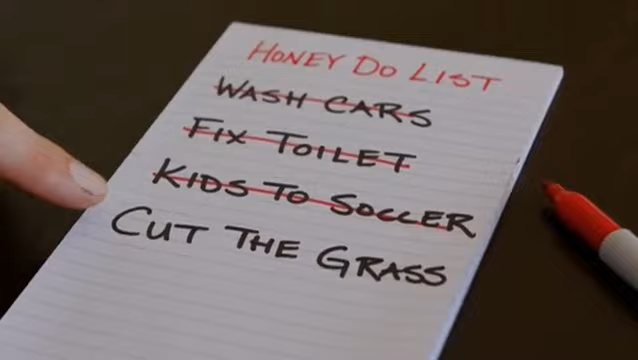 HONEY DO LIST
WASH CARS
FIX TOILET
KIDS TO SOCCER
CUT THE GRASS